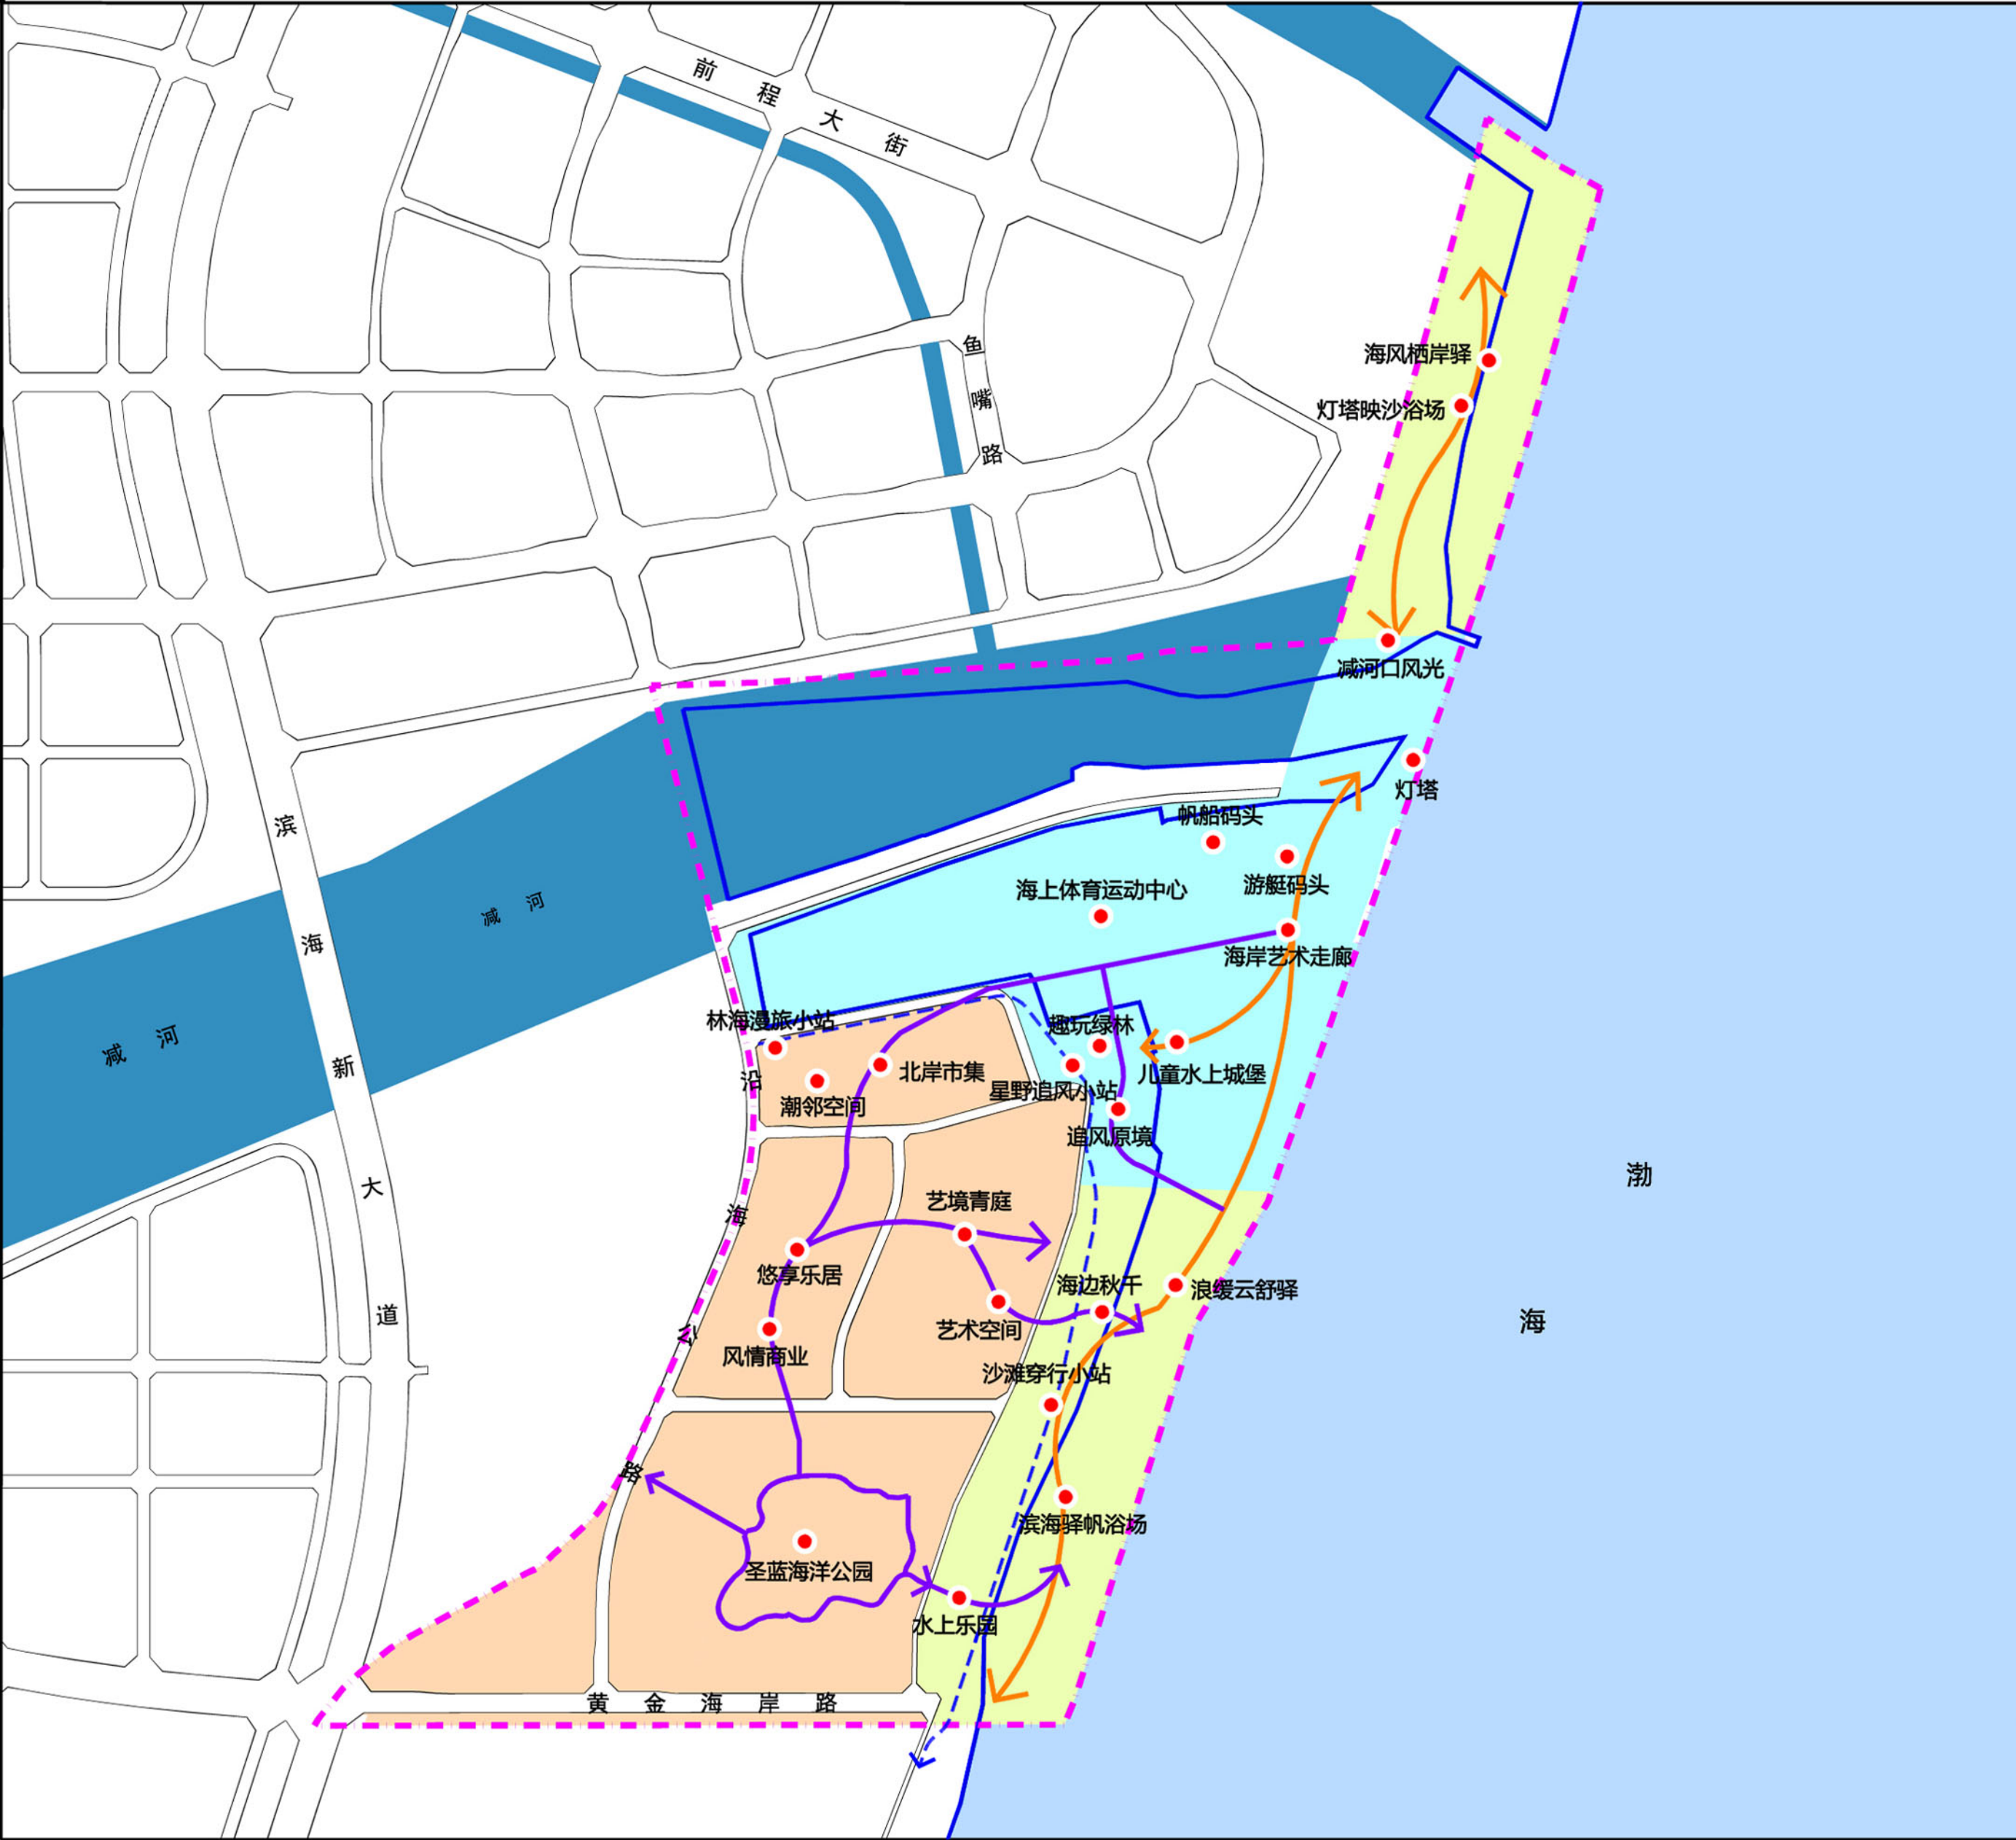 前程大街
鱼嘴路
海风栖岸驿
灯塔映沙浴场
减河口风光
灯塔
帆船码头
游艇码头
海上体育运动中心
海岸艺术走廊
滨海新大道
减河
减河
林海漫旅小站
趣玩绿林
北岸市集
儿童水上城堡
星野追风小站
潮邻空间
追风原境
沿海公路
渤海
艺境青庭
悠享乐居
海边秋千
浪缓云舒驿
艺术空间
风情商业
沙滩穿行小站
滨海驿帆浴场
圣蓝海洋公园
水上乐园
黄金海岸路